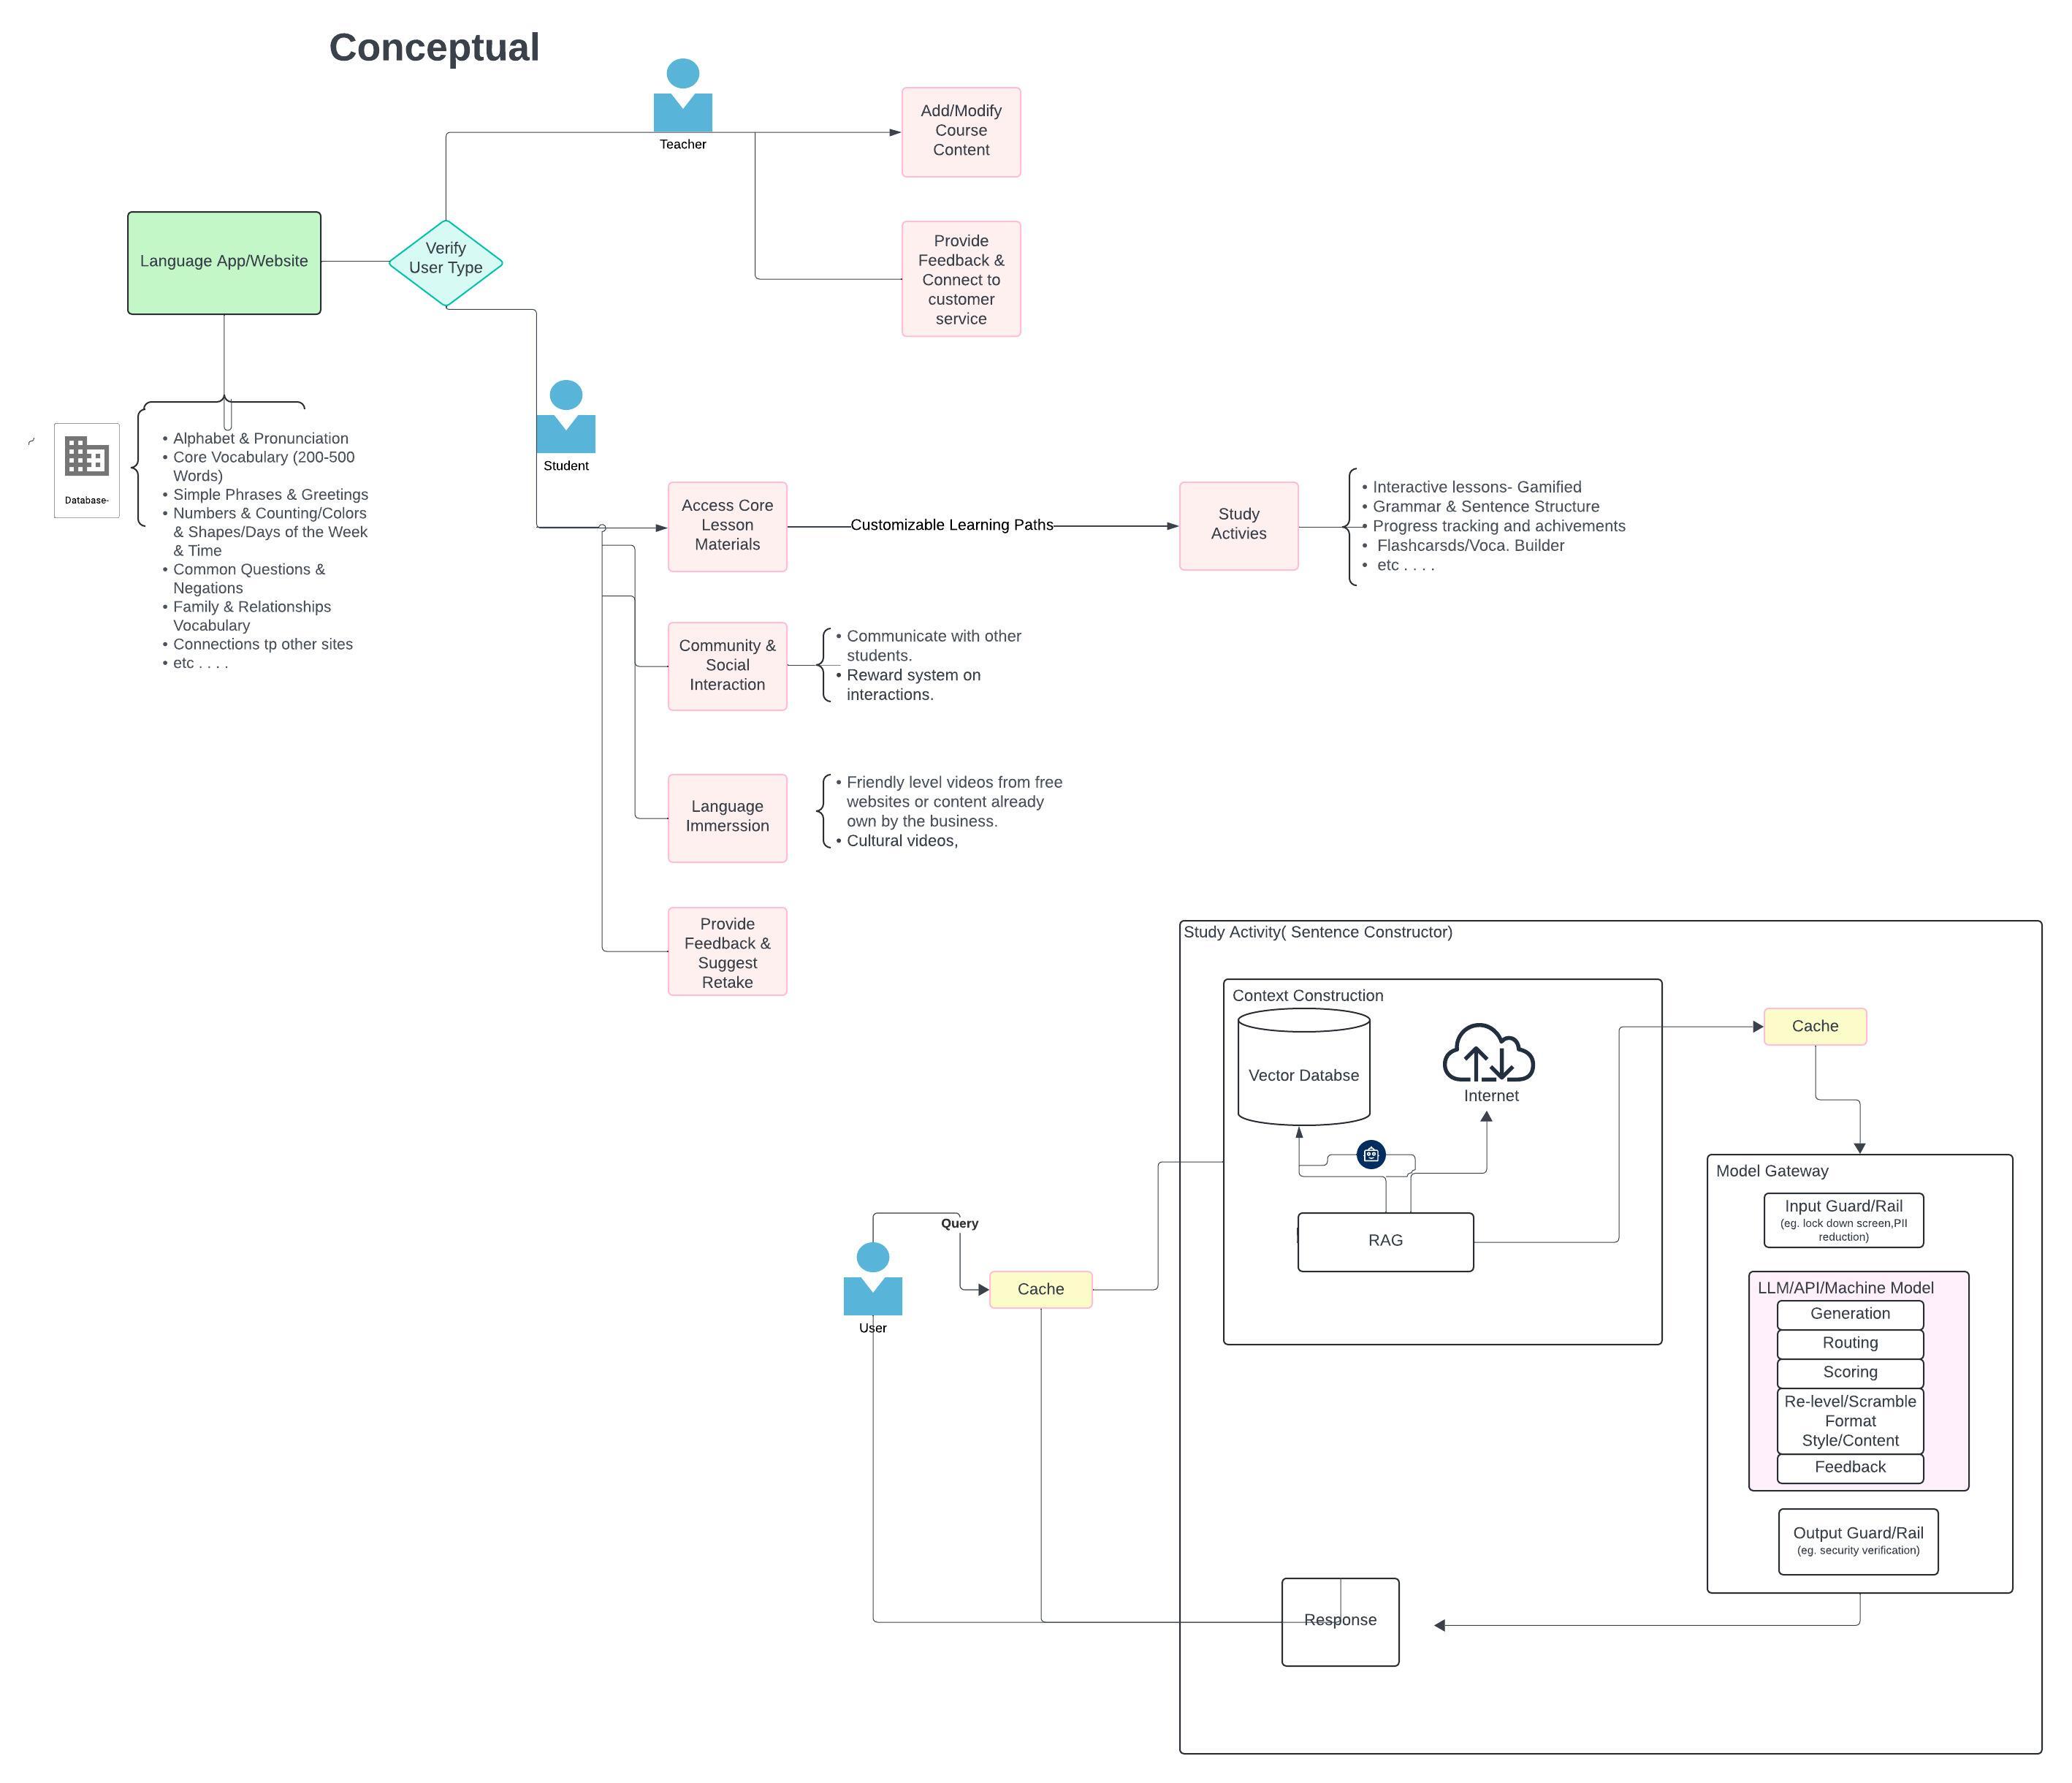 Conceptual
Teacher
Add/Modify
Course
Content
Language App/Website
Verify
User Type
Provide
Feedback &
Connect to
customer
service
Database-
• Alphabet & Pronunciation
• Core Vocabulary (200-500
Words)
• Simple Phrases & Greetings
• Numbers & Counting/Colors
& Shapes/Days of the Week
& Time
• Common Questions &
Negations
• Family & Relationships
Vocabulary
• Connections tp other sites
• etc . . . .
Student
Access Core
Lesson
Materials
Customizable Learning Paths
Study
Activies
• Interactive lessons- Gamified
• Grammar & Sentence Structure
• Progress tracking and achivements
• Flashcarsds/Voca. Builder
• etc . . . .
Community &
Social
Interaction
• Communicate with other
students.
• Reward system on
interactions.
Language
Immerssion
• Friendly level videos from free
websites or content already
own by the business.
• Cultural videos,
Provide
Feedback &
Suggest
Retake
Study Activity( Sentence Constructor)
Context Construction
Vector Databse
Internet
RAG
Cache
Query
User
Cache
Model Gateway
Input Guard/Rail
(eg. lock down screen,PII
reduction)
LLM/API/Machine Model
Generation
Routing
Scoring
Re-level/Scramble
Format
Style/Content
Feedback
Output Guard/Rail
(eg. security verification)
Response